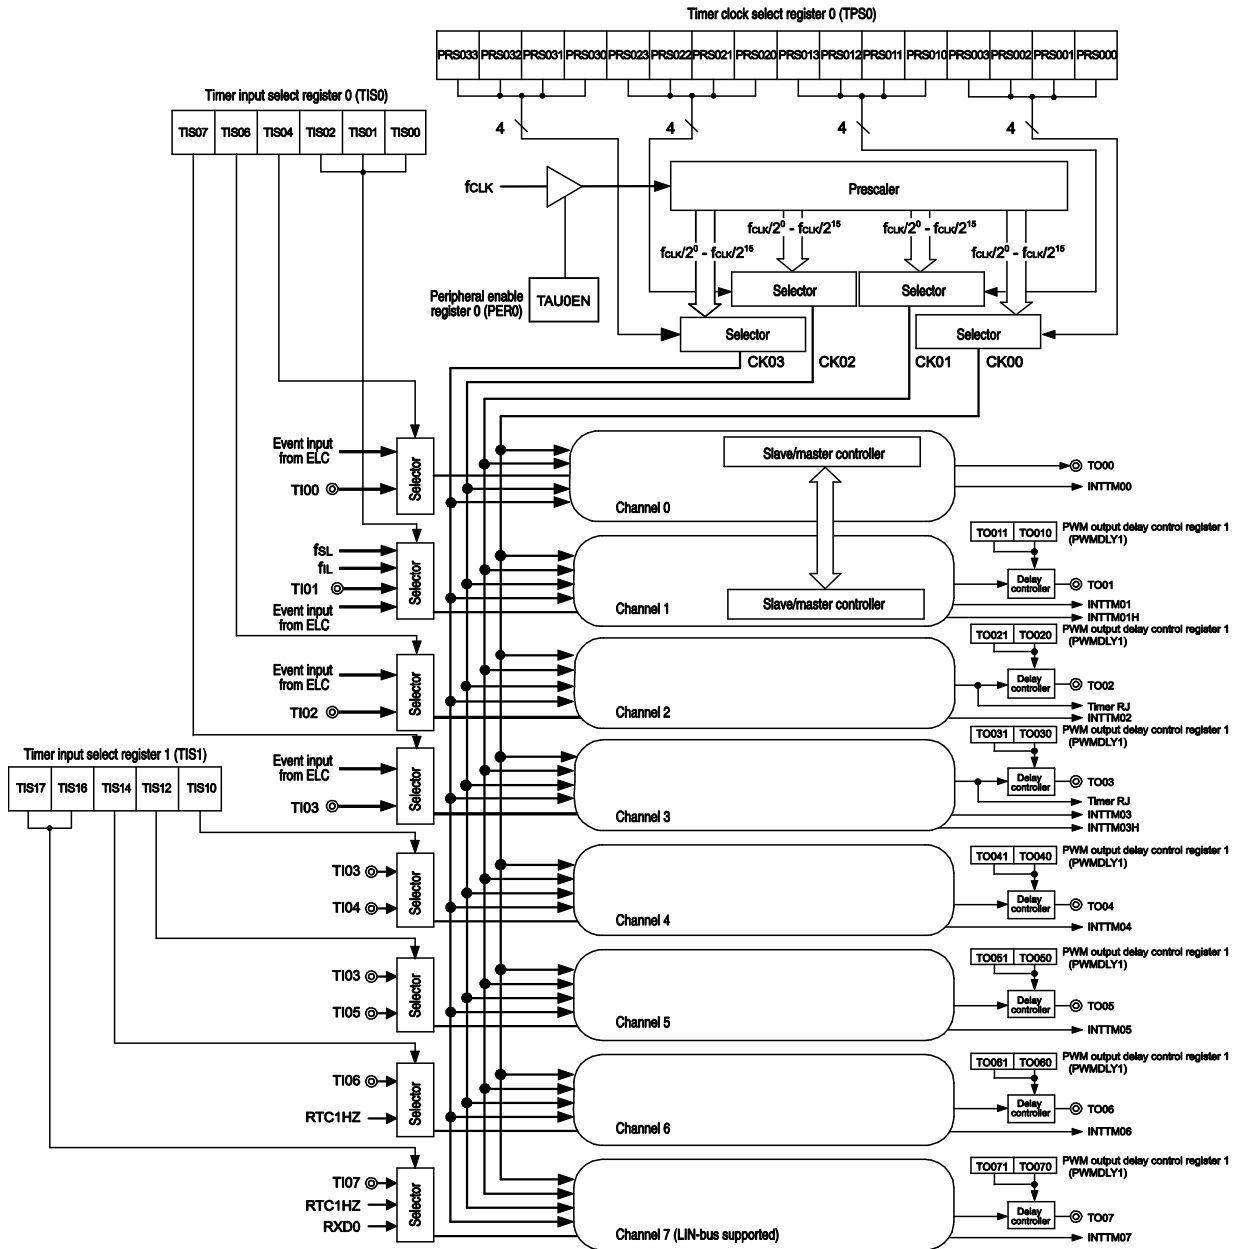 Timer clock select register 0 (TPS0)
PRS033 PRS032 PRS031 PRS030 PRS023 PRS022 PRS021 PRS020 PRS013 PRS012 PRS011 PRS010 PRS003 PRS002 PRS001 PRS000
4 4 4 4
Timer input select register 0 (TIS0)
TIS07 TIS06 TIS04 TIS02 TIS01 TIS00
fCLK
Prescaler
fCLK/2⁰ - fCLK/2¹⁵ fCLK/2⁰ - fCLK/2¹⁵
fCLK/2⁰ - fCLK/2¹⁵ fCLK/2⁰ - fCLK/2¹⁵
Peripheral enable
register 0 (PER0)
TAU0EN
Selector Selector
Selector Selector
CK03 CK02 CK01 CK00
Event input
from ELC
TI00
Selector
Slave/master controller
Channel 0
TO00
INTTM00
fSL
fIL
TI01
Event input
from ELC
Selector
Slave/master controller
Channel 1
TO011 TO010
PWM output delay control register 1
(PWMDLY1)
Delay
controller
TO01
INTTM01
INTTM01H
Event input
from ELC
TI02
Selector
Channel 2
TO021 TO020
PWM output delay control register 1
(PWMDLY1)
Delay
controller
TO02
Timer RJ
INTTM02
Event input
from ELC
TI03
Selector
Channel 3
TO031 TO030
PWM output delay control register 1
(PWMDLY1)
Delay
controller
TO03
Timer RJ
INTTM03
INTTM03H
Timer input select register 1 (TIS1)
TIS17 TIS16 TIS14 TIS12 TIS10
TI03
TI04
Selector
Channel 4
TO041 TO040
PWM output delay control register 1
(PWMDLY1)
Delay
controller
TO04
INTTM04
TI03
TI05
Selector
Channel 5
TO051 TO050
PWM output delay control register 1
(PWMDLY1)
Delay
controller
TO05
INTTM05
TI06
RTC1HZ
Selector
Channel 6
TO061 TO060
PWM output delay control register 1
(PWMDLY1)
Delay
controller
TO06
INTTM06
TI07
RTC1HZ
RXD0
Selector
Channel 7 (LIN-bus supported)
TO071 TO070
PWM output delay control register 1
(PWMDLY1)
Delay
controller
TO07
INTTM07